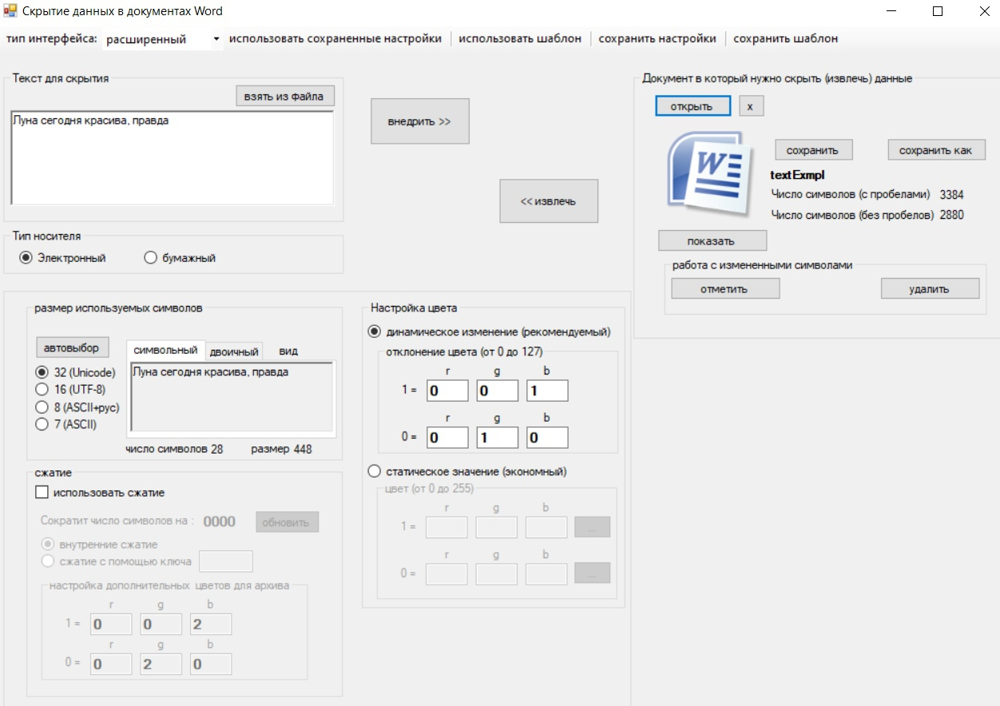 Скрытие данных в документах Word
тип интерфейса: расширенный использовать сохраненные настройки использовать шаблон сохранить настройки сохранить шаблон
Текст для скрытия
взять из файла
Луна сегодня красива, правда
внедрить >>
<< извлечь
Документ в который нужно скрыть (извлечь) данные
открыть x
W
сохранить сохранить как
textExmpl
Число символов (с пробелами) 3384
Число символов (без пробелов) 2880
показать
работа с измененными символами
отметить удалить
Тип носителя
Электронный бумажный
размер используемых символов
автовыбор
символьный двоичный вид
32 (Unicode)
16 (UTF-8)
8 (ASCII+рус)
7 (ASCII)
Луна сегодня красива, правда
число символов 28 размер 448
сжатие
использовать сжатие
Сократит число символов на : 0000 обновить
внутренние сжатие
сжатие с помощью ключа
настройка дополнительных цветов для архива
r g b
1 = 0 0 2
r g b
0 = 0 2 0
Настройка цвета
динамическое изменение (рекомендуемый)
отклонение цвета (от 0 до 127)
r g b
1 = 0 0 1
r g b
0 = 0 1 0
статическое значение (экономный)
цвет (от 0 до 255)
r g b
1 = ...
r g b
0 = ...